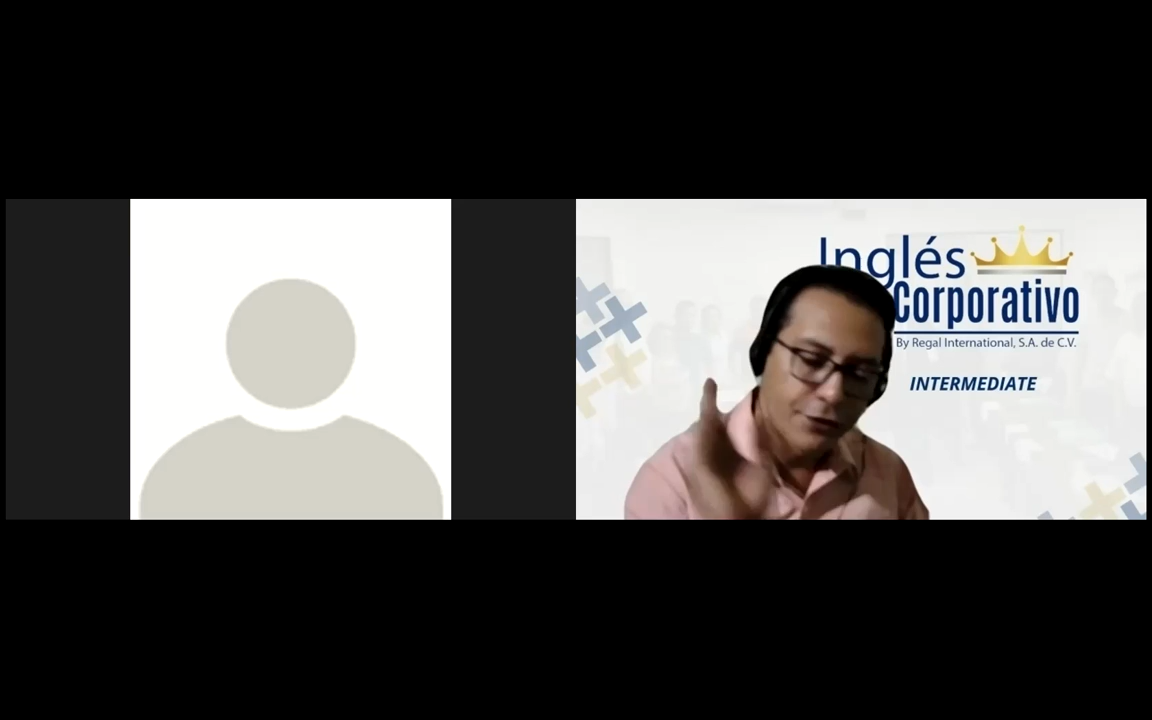 Inglés
Corporativo
By Regal International, S.A. de C.V.
INTERMEDIATE